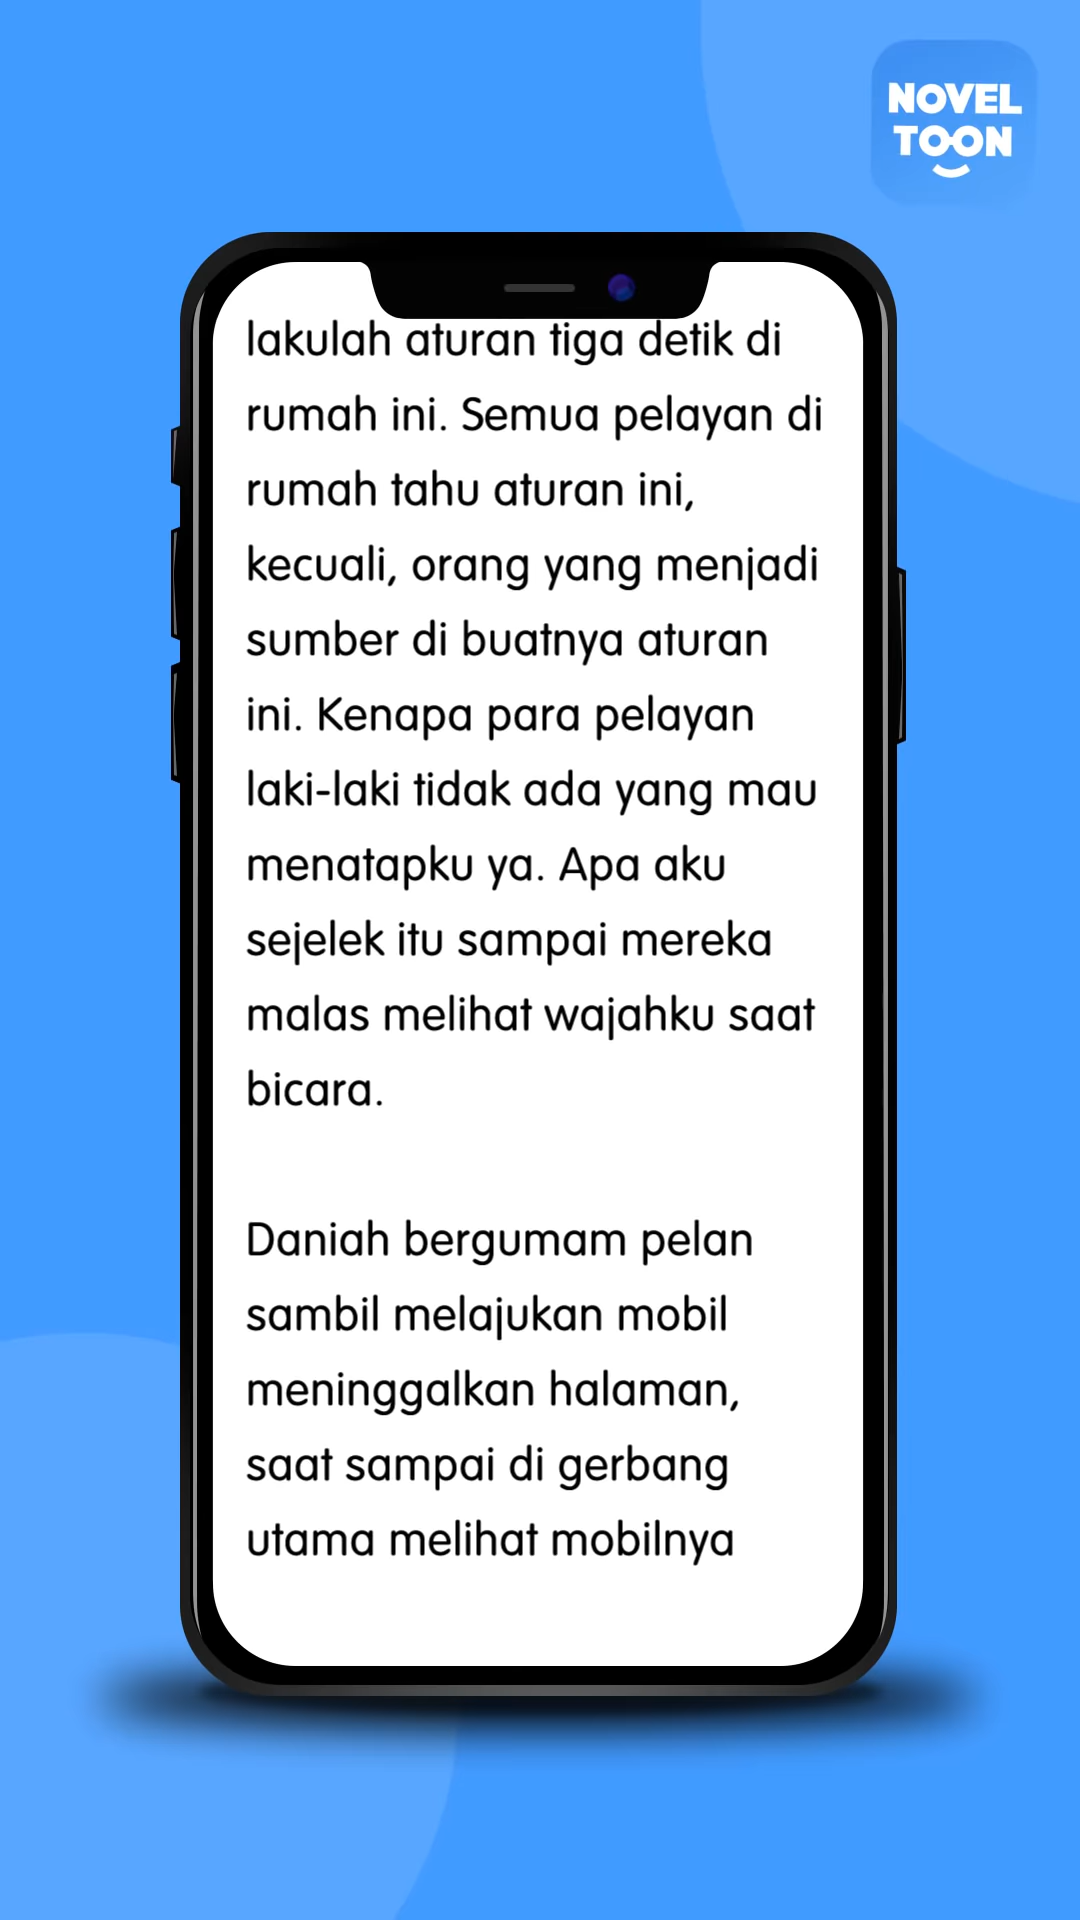 NOVEL
TOON
lakulah aturan tiga detik di
rumah ini. Semua pelayan di
rumah tahu aturan ini,
kecuali, orang yang menjadi
sumber di buatnya aturan
ini. Kenapa para pelayan
laki-laki tidak ada yang mau
menatapku ya. Apa aku
sejelek itu sampai mereka
malas melihat wajahku saat
bicara.
Daniah bergumam pelan
sambil melajukan mobil
meninggalkan halaman,
saat sampai di gerbang
utama melihat mobilnya